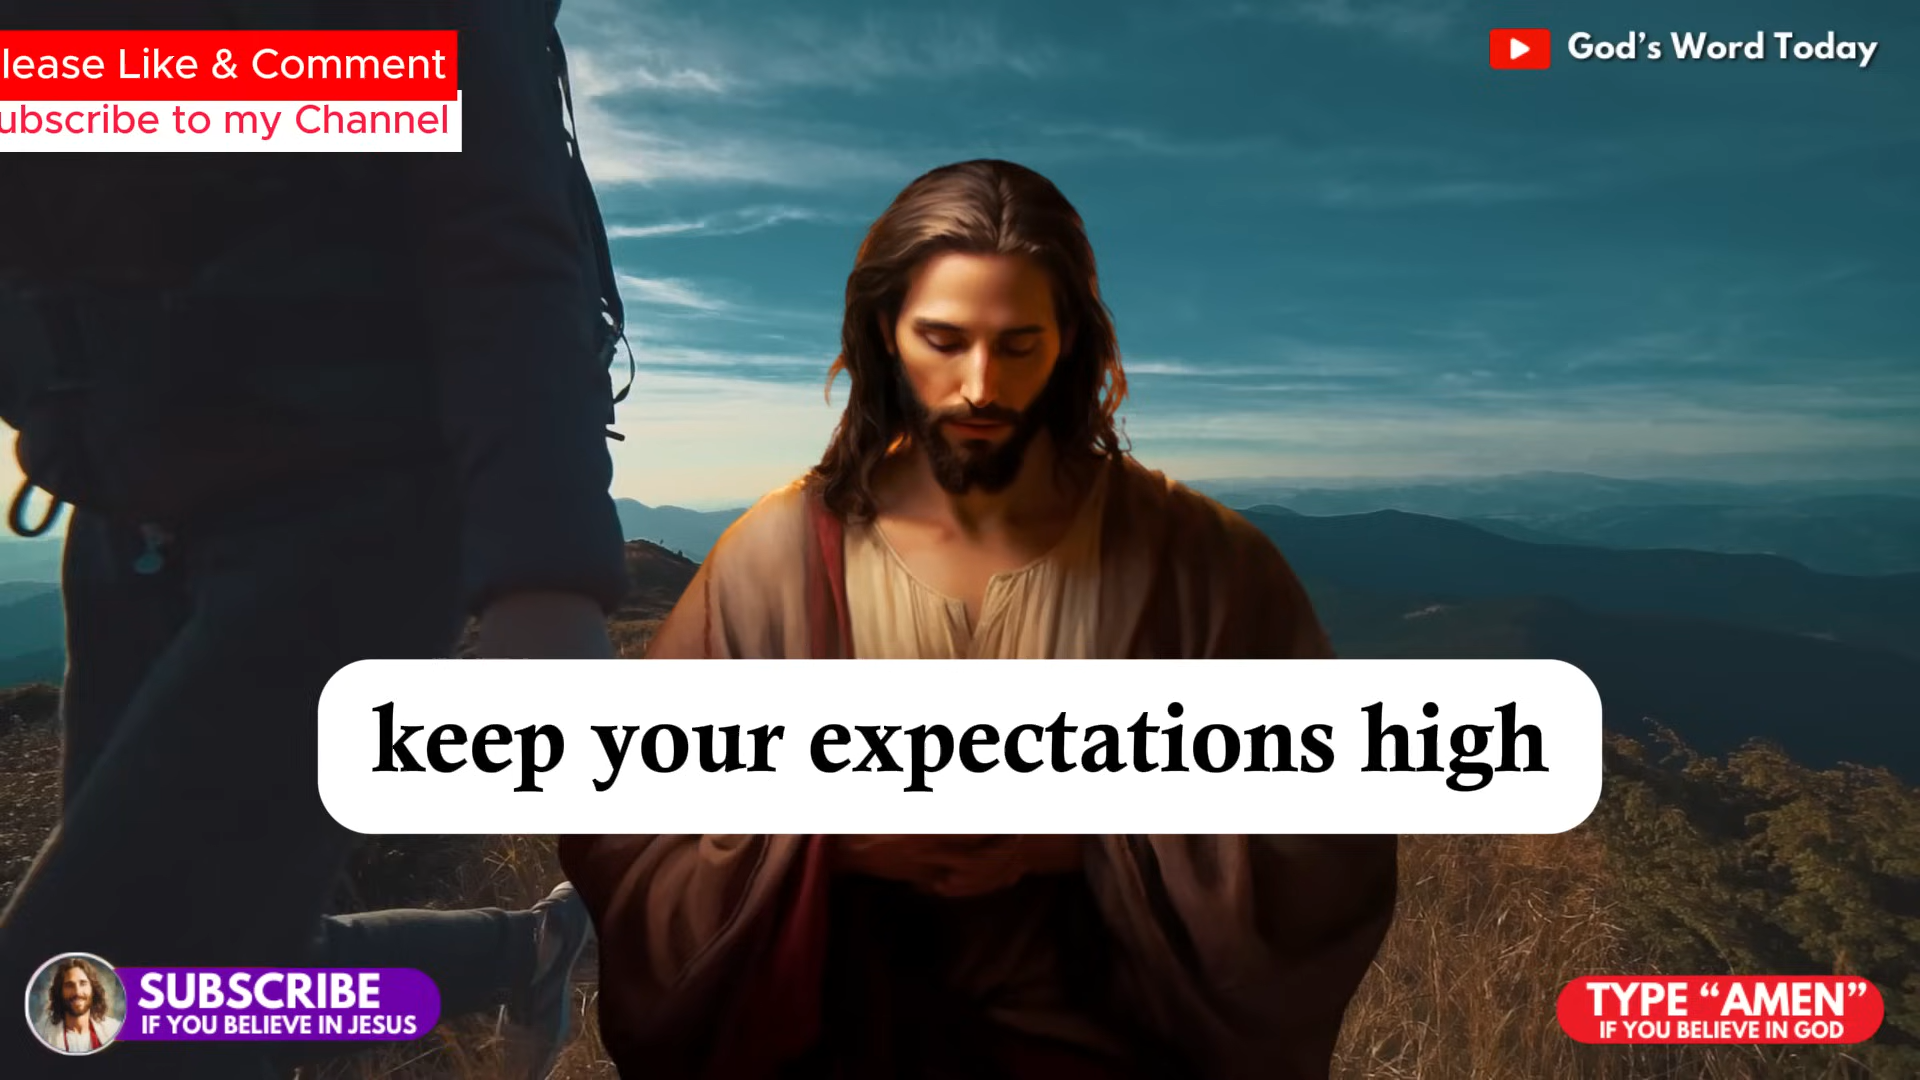 lease Like & Comment
ubscribe to my Channel
God's Word Today
keep your expectations high
SUBSCRIBE
IF YOU BELIEVE IN JESUS
TYPE “AMEN”
IF YOU BELIEVE IN GOD